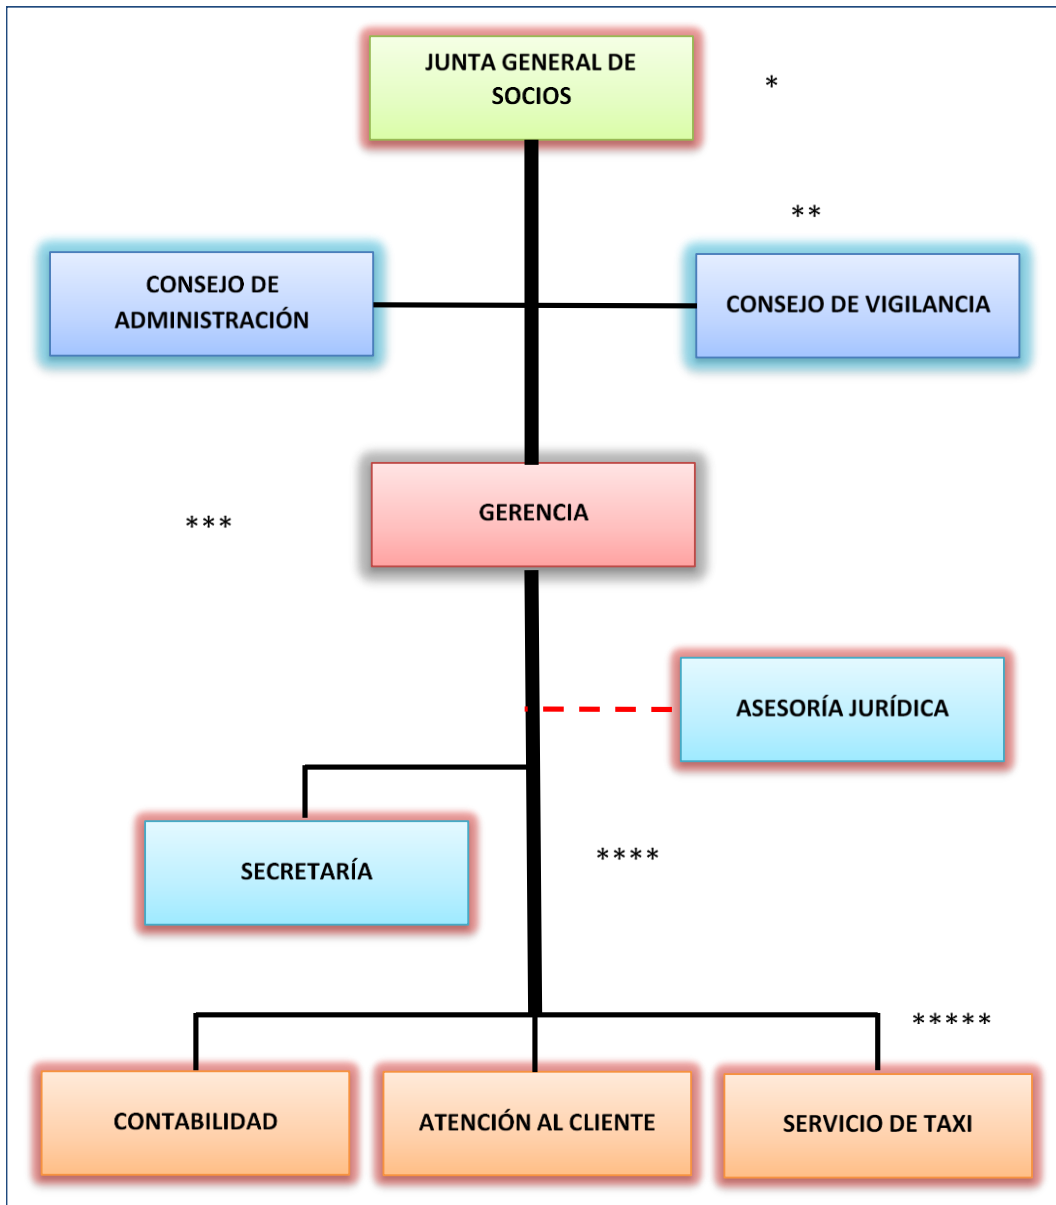 JUNTA GENERAL DE
SOCIOS
*
**
CONSEJO DE
ADMINISTRACIÓN
CONSEJO DE VIGILANCIA
GERENCIA
***
ASESORÍA JURÍDICA
SECRETARÍA
****
*****
CONTABILIDAD
ATENCIÓN AL CLIENTE
SERVICIO DE TAXI